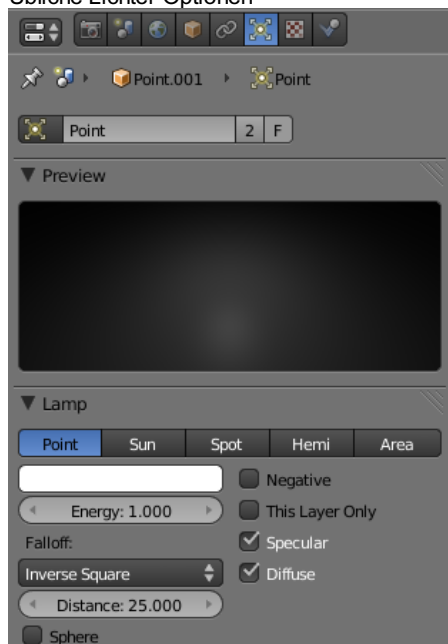 Übliche Lichter Optionen
Point.001 Point
Point 2 F
Preview
Lamp
Point Sun Spot Hemi Area
Negative
Energy: 1.000 This Layer Only
Falloff: Specular
Inverse Square Diffuse
Distance: 25.000
Sphere